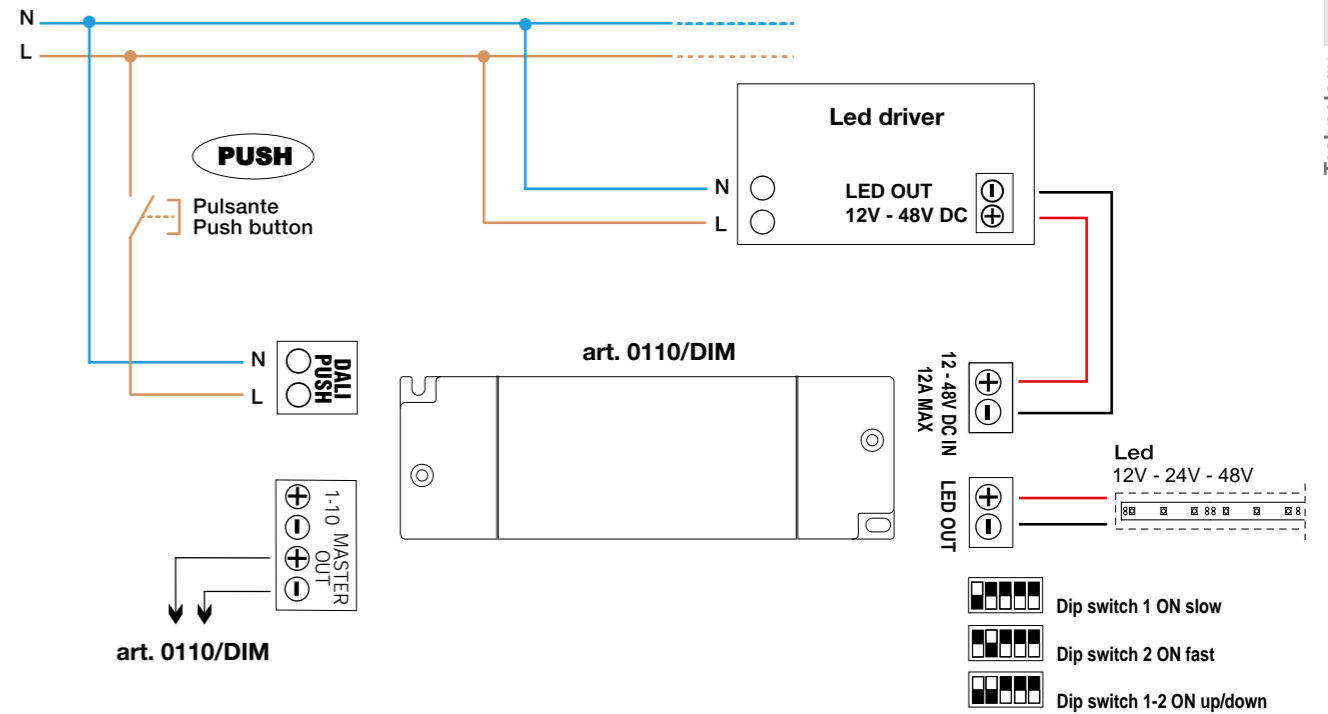 N
L
PUSH
Pulsante
Push button
Led driver
N
L
LED OUT
12V - 48V DC
N
L
DALI
PUSH
art. 0110/DIM
12 - 48V DC IN
12A MAX
LED OUT
Led
12V - 24V - 48V
1-10 MASTER
OUT
art. 0110/DIM
Dip switch 1 ON slow
Dip switch 2 ON fast
Dip switch 1-2 ON up/down